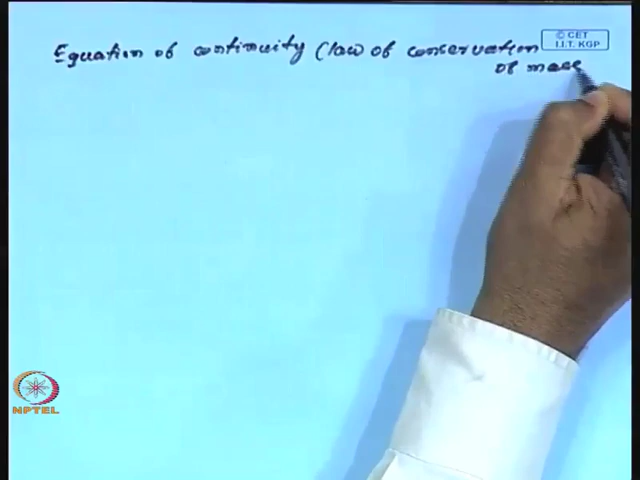 © CET
I.I.T. KGP
Equation of continuity (law of conservation
of mass
NPTEL